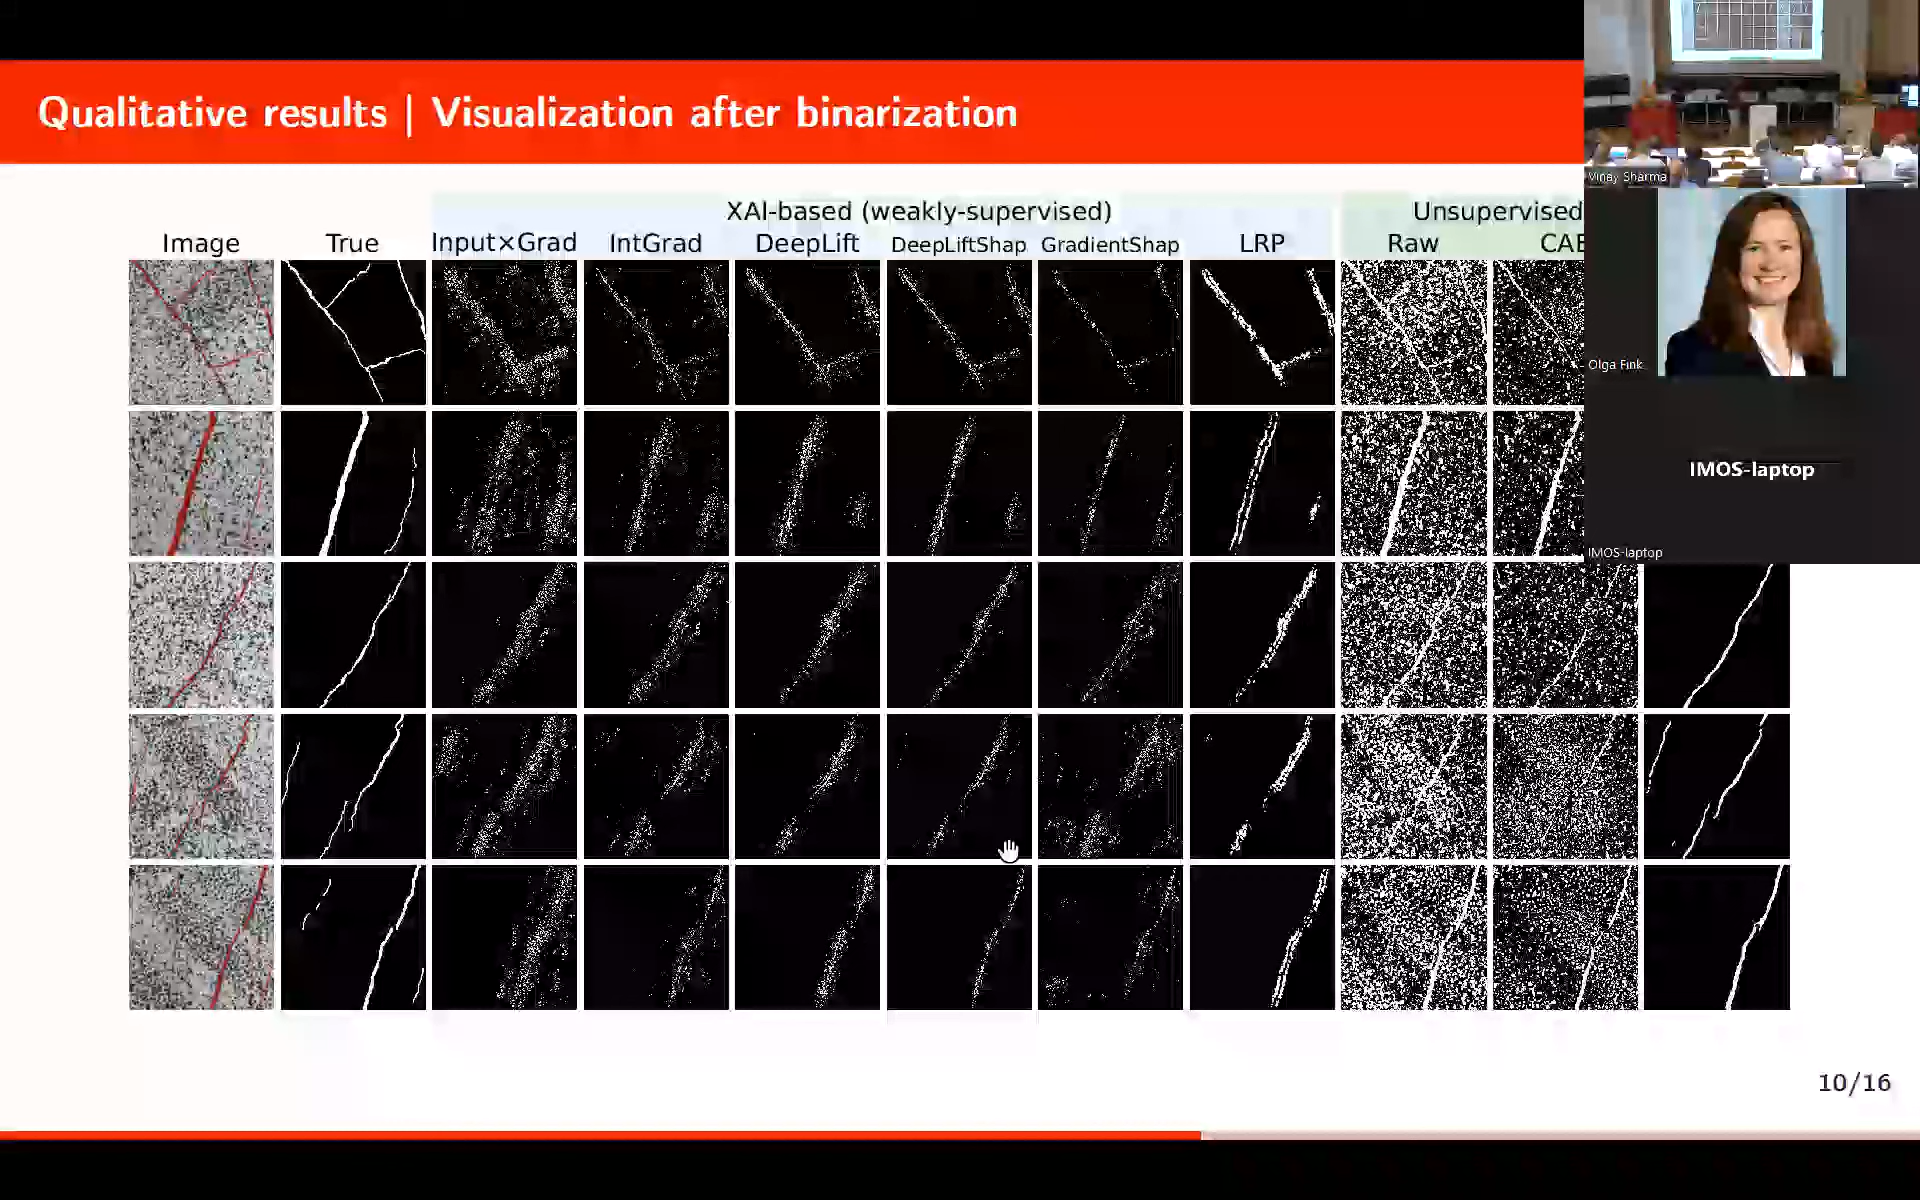 Qualitative results | Visualization after binarization
XAI-based (weakly-supervised)
Unsupervised
Image
True
Input×Grad
IntGrad
DeepLift
DeepLiftShap
GradientShap
LRP
Raw
Vinay Sharma
Olga Fink
IMOS-laptop
IMOS-laptop
10/16